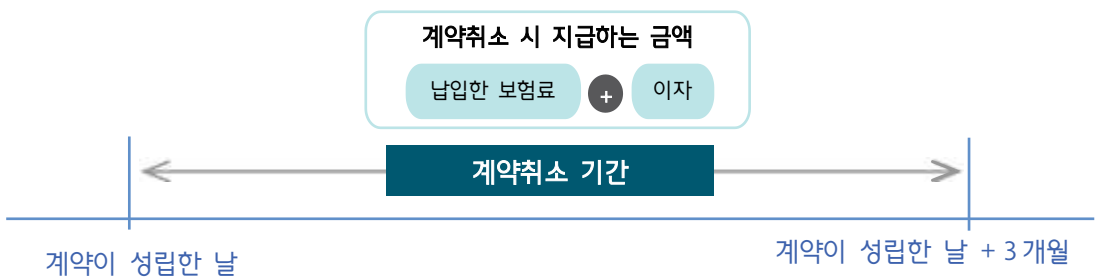 계약취소 시 지급하는 금액
납입한 보험료 + 이자
계약취소 기간
계약이 성립한 날
계약이 성립한 날 + 3개월